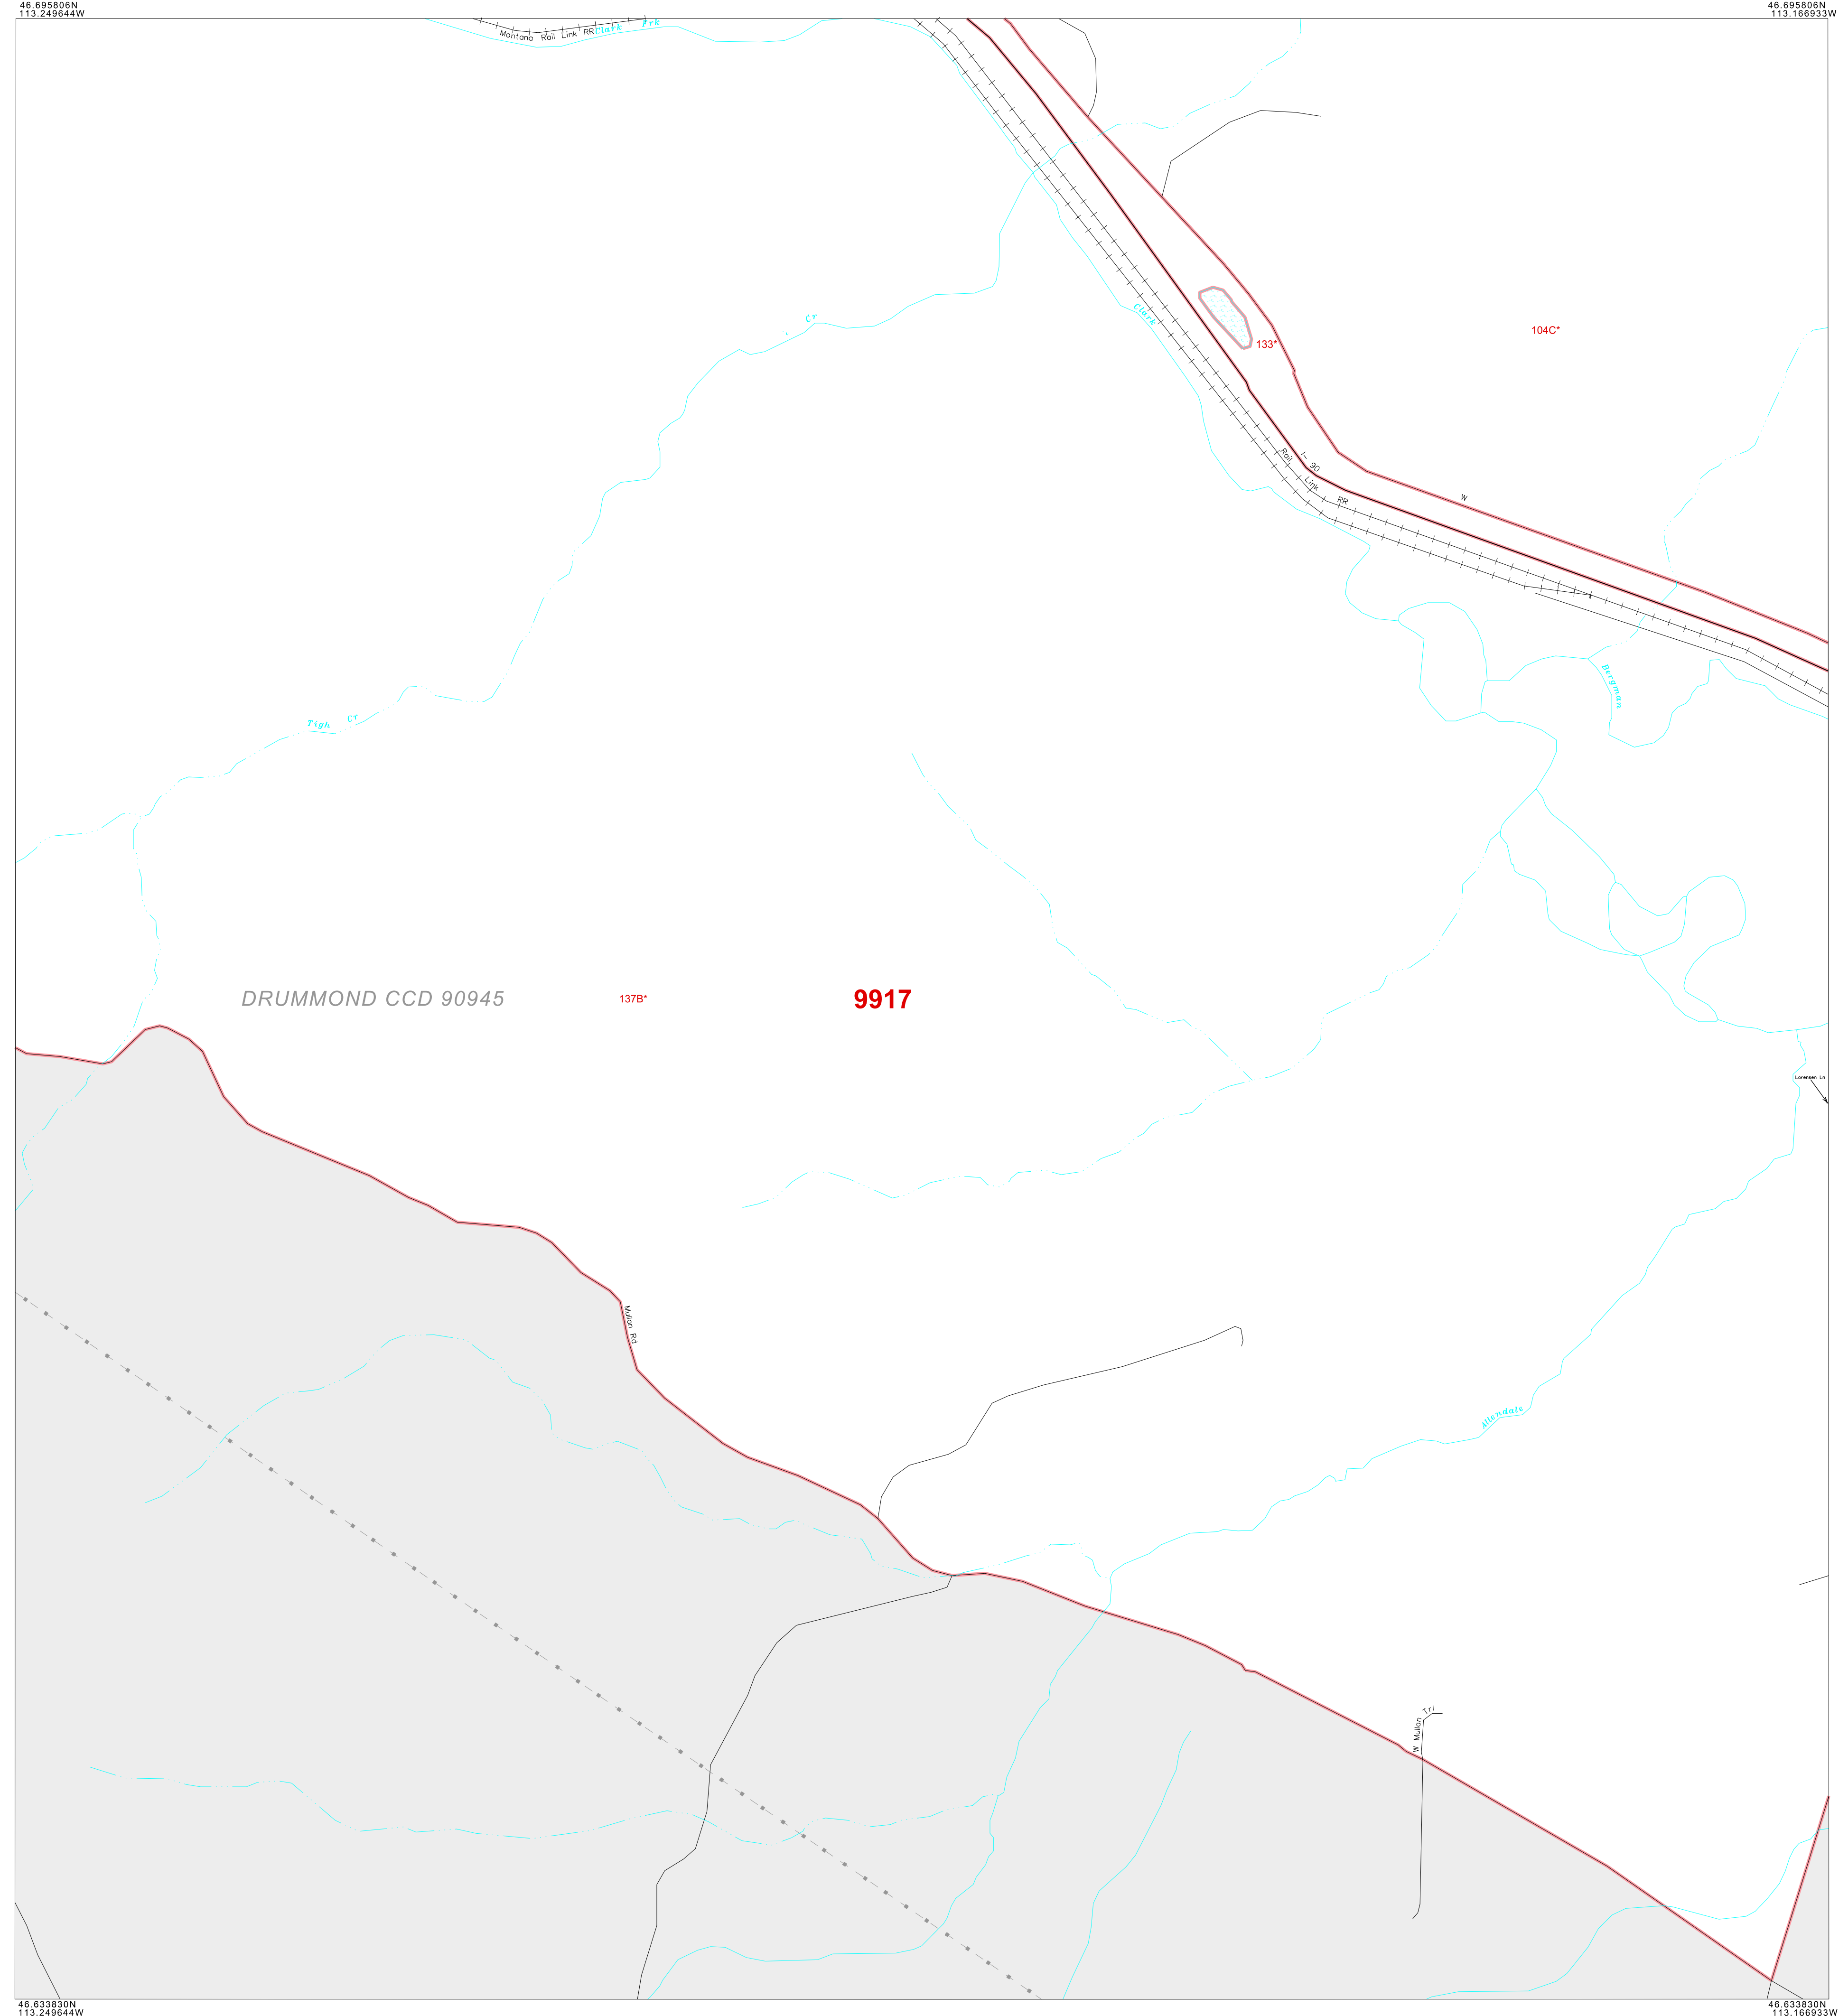 46.695806N
113.249644W
46.695806N
113.166933W
Montana Rail Link RR
Clark Frk
Cr
Clark
104C*
133*
I- 90
Rail Link RR
W
Bergman
Tigh Cr
DRUMMOND CCD 90945
137B*
9917
Lorensen Ln
Mullan Rd
Allendale
W Mullan Trl
46.633830N
113.249644W
46.633830N
113.166933W